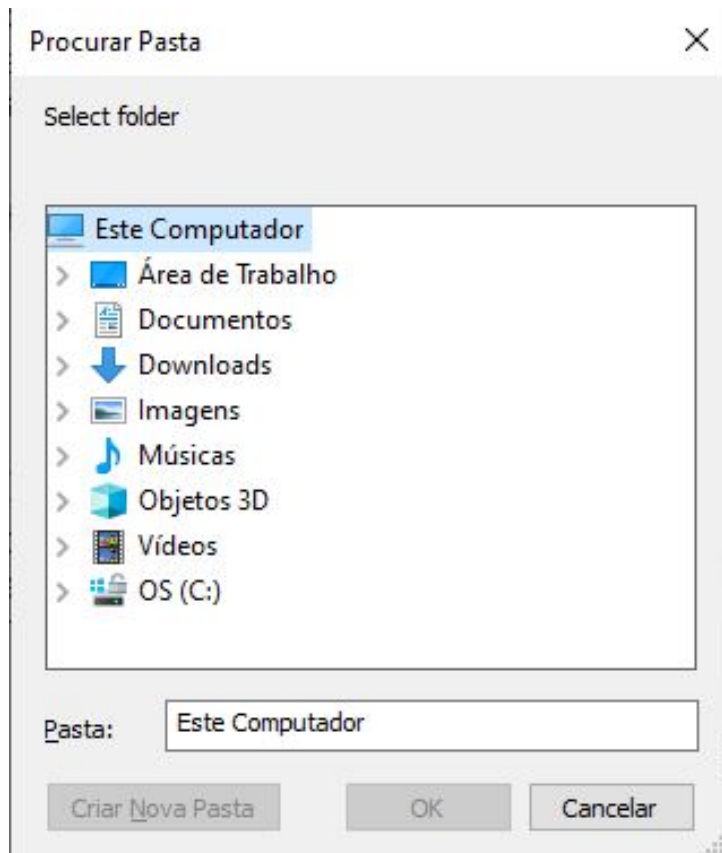 Procurar Pasta
Select folder
Este Computador
Área de Trabalho
Documentos
Downloads
Imagens
Músicas
Objetos 3D
Vídeos
OS (C:)
Pasta: Este Computador
Criar Nova Pasta OK Cancelar